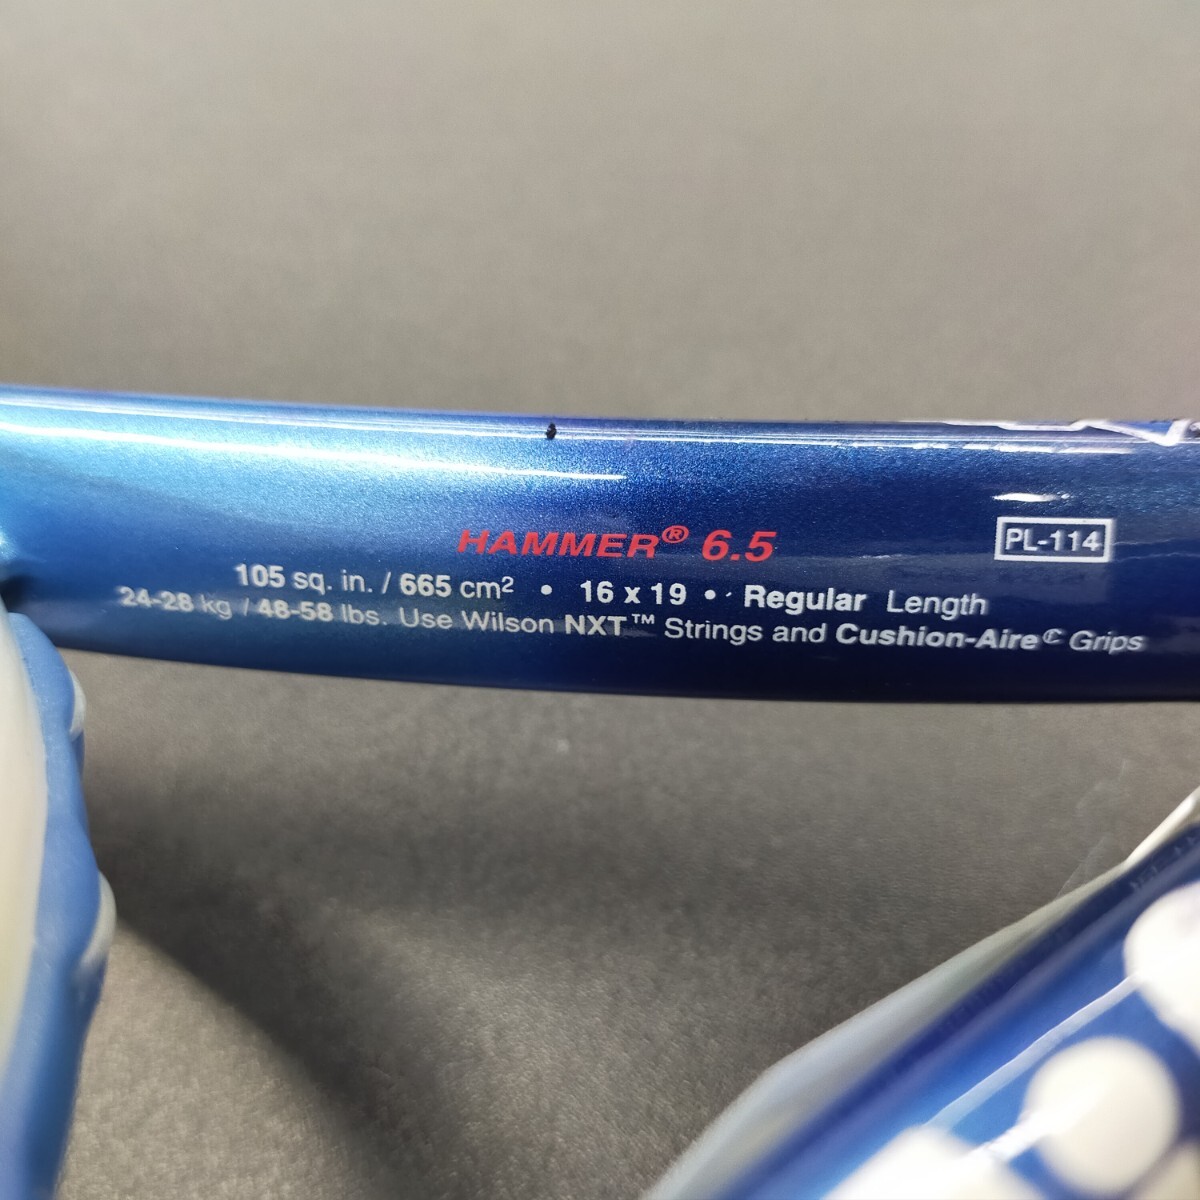 HAMMER® 6.5
PL-114
105 sq. in. / 665 cm² • 16 x 19 • Regular Length
24-28 kg / 48-58 lbs. Use Wilson NXT™ Strings and Cushion-Aire Grips